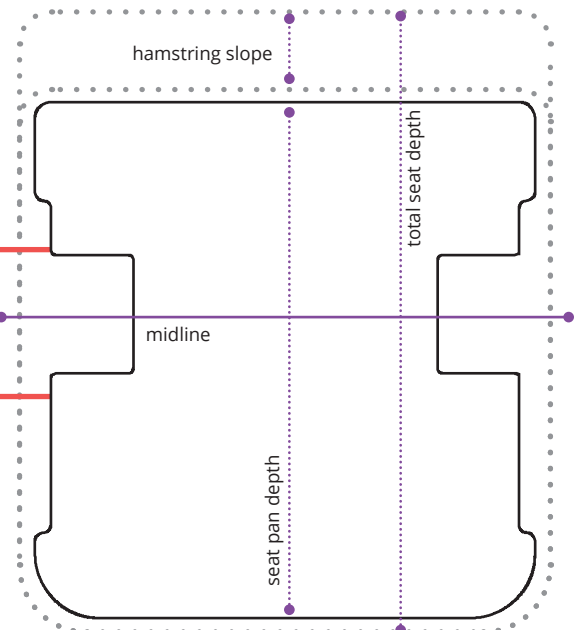 hamstring slope
total seat depth
midline
seat pan depth